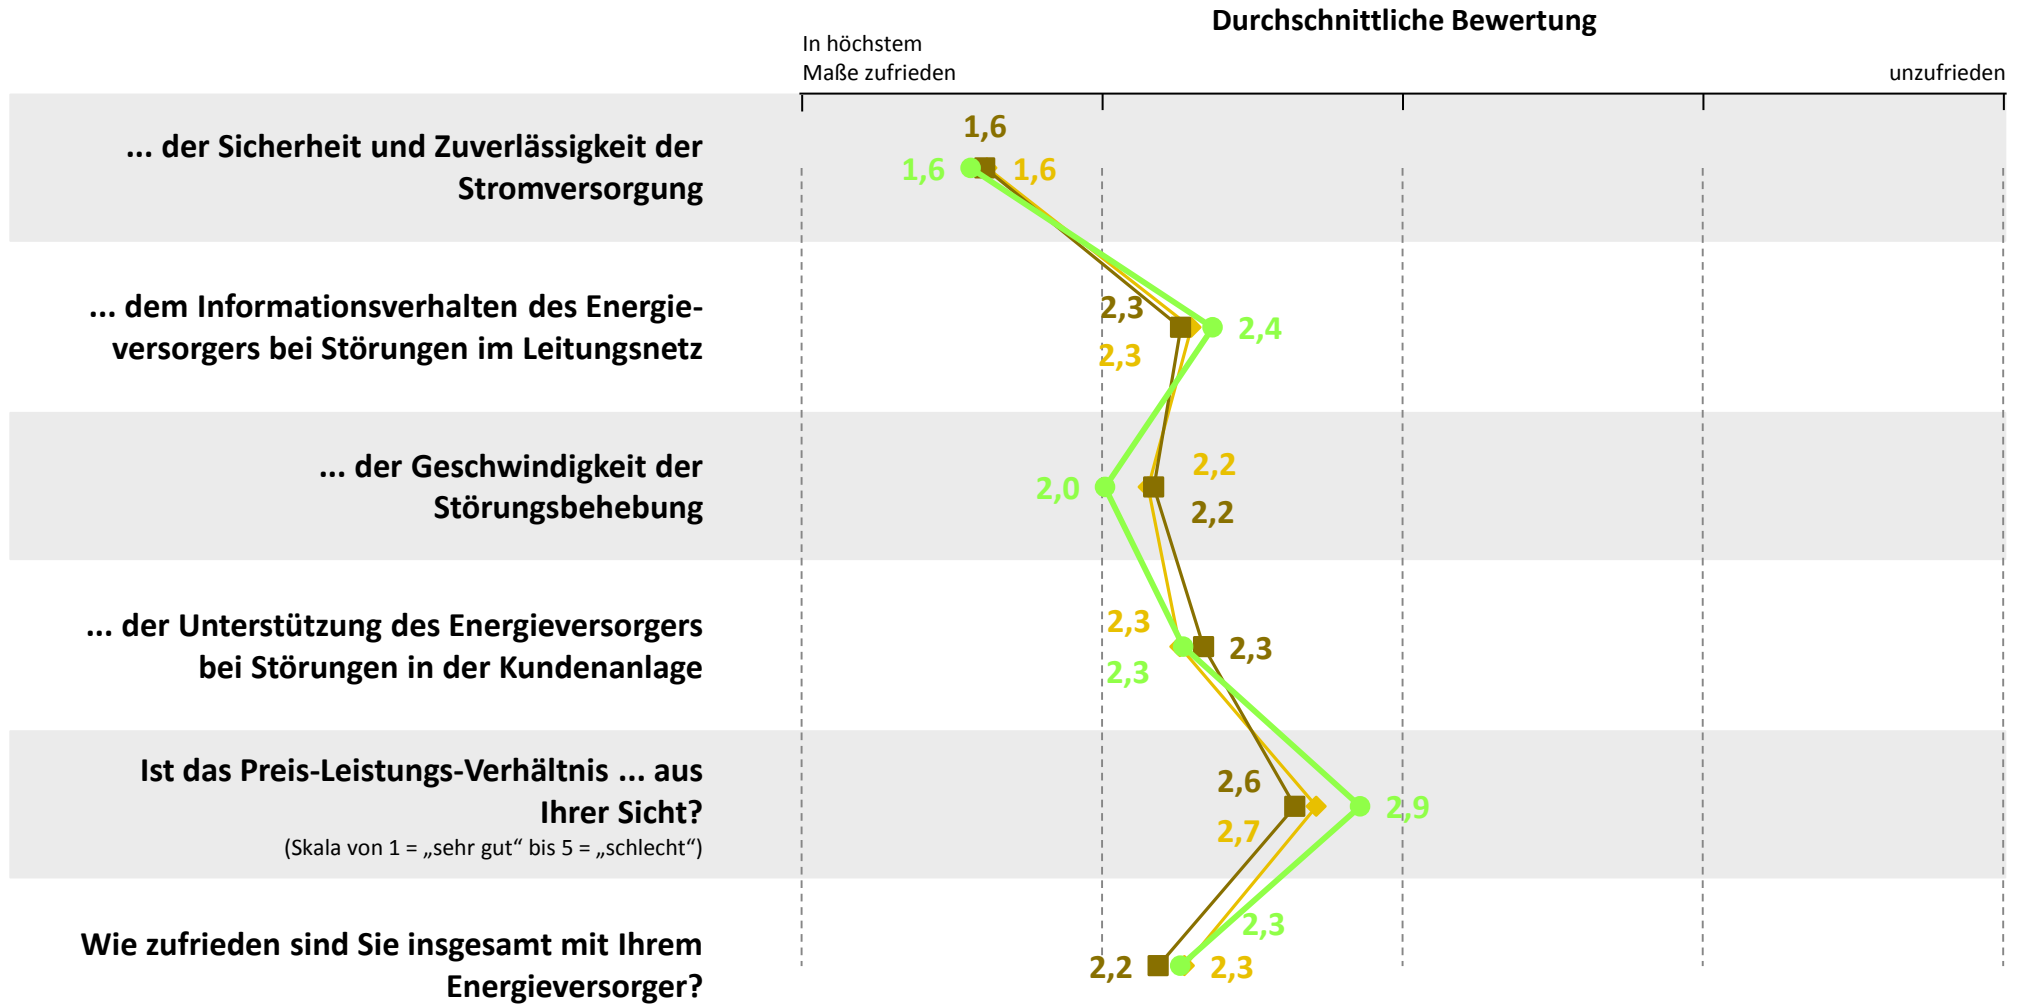 Durchschnittliche Bewertung
In höchstem
Maße zufrieden
unzufrieden
... der Sicherheit und Zuverlässigkeit der
Stromversorgung
1,6
1,6
1,6
... dem Informationsverhalten des Energie-
versorgers bei Störungen im Leitungsnetz
2,3
2,3
2,4
... der Geschwindigkeit der
Störungsbehebung
2,0
2,2
2,2
... der Unterstützung des Energieversorgers
bei Störungen in der Kundenanlage
2,3
2,3
2,3
Ist das Preis-Leistungs-Verhältnis ... aus
Ihrer Sicht?
(Skala von 1 = „sehr gut“ bis 5 = „schlecht“)
2,6
2,7
2,9
Wie zufrieden sind Sie insgesamt mit Ihrem
Energieversorger?
2,3
2,2
2,3